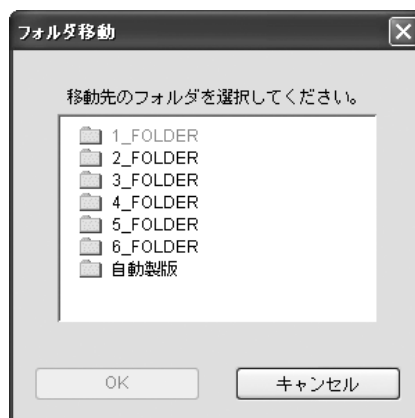 フォルダ移動
移動先のフォルダを選択してください。
1_FOLDER
2_FOLDER
3_FOLDER
4_FOLDER
5_FOLDER
6_FOLDER
自動製版
OK
キャンセル